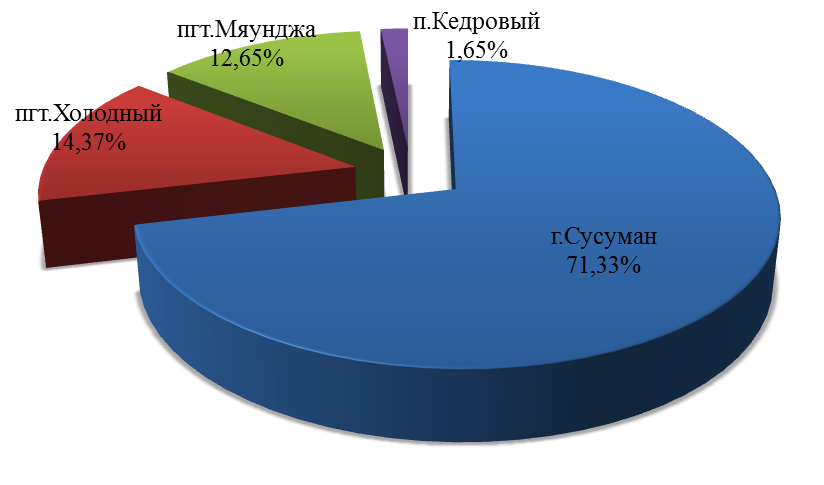 п.Кедровый
1,65%
пгт.Мяунджа
12,65%
пгт.Холодный
14,37%
г.Сусуман
71,33%